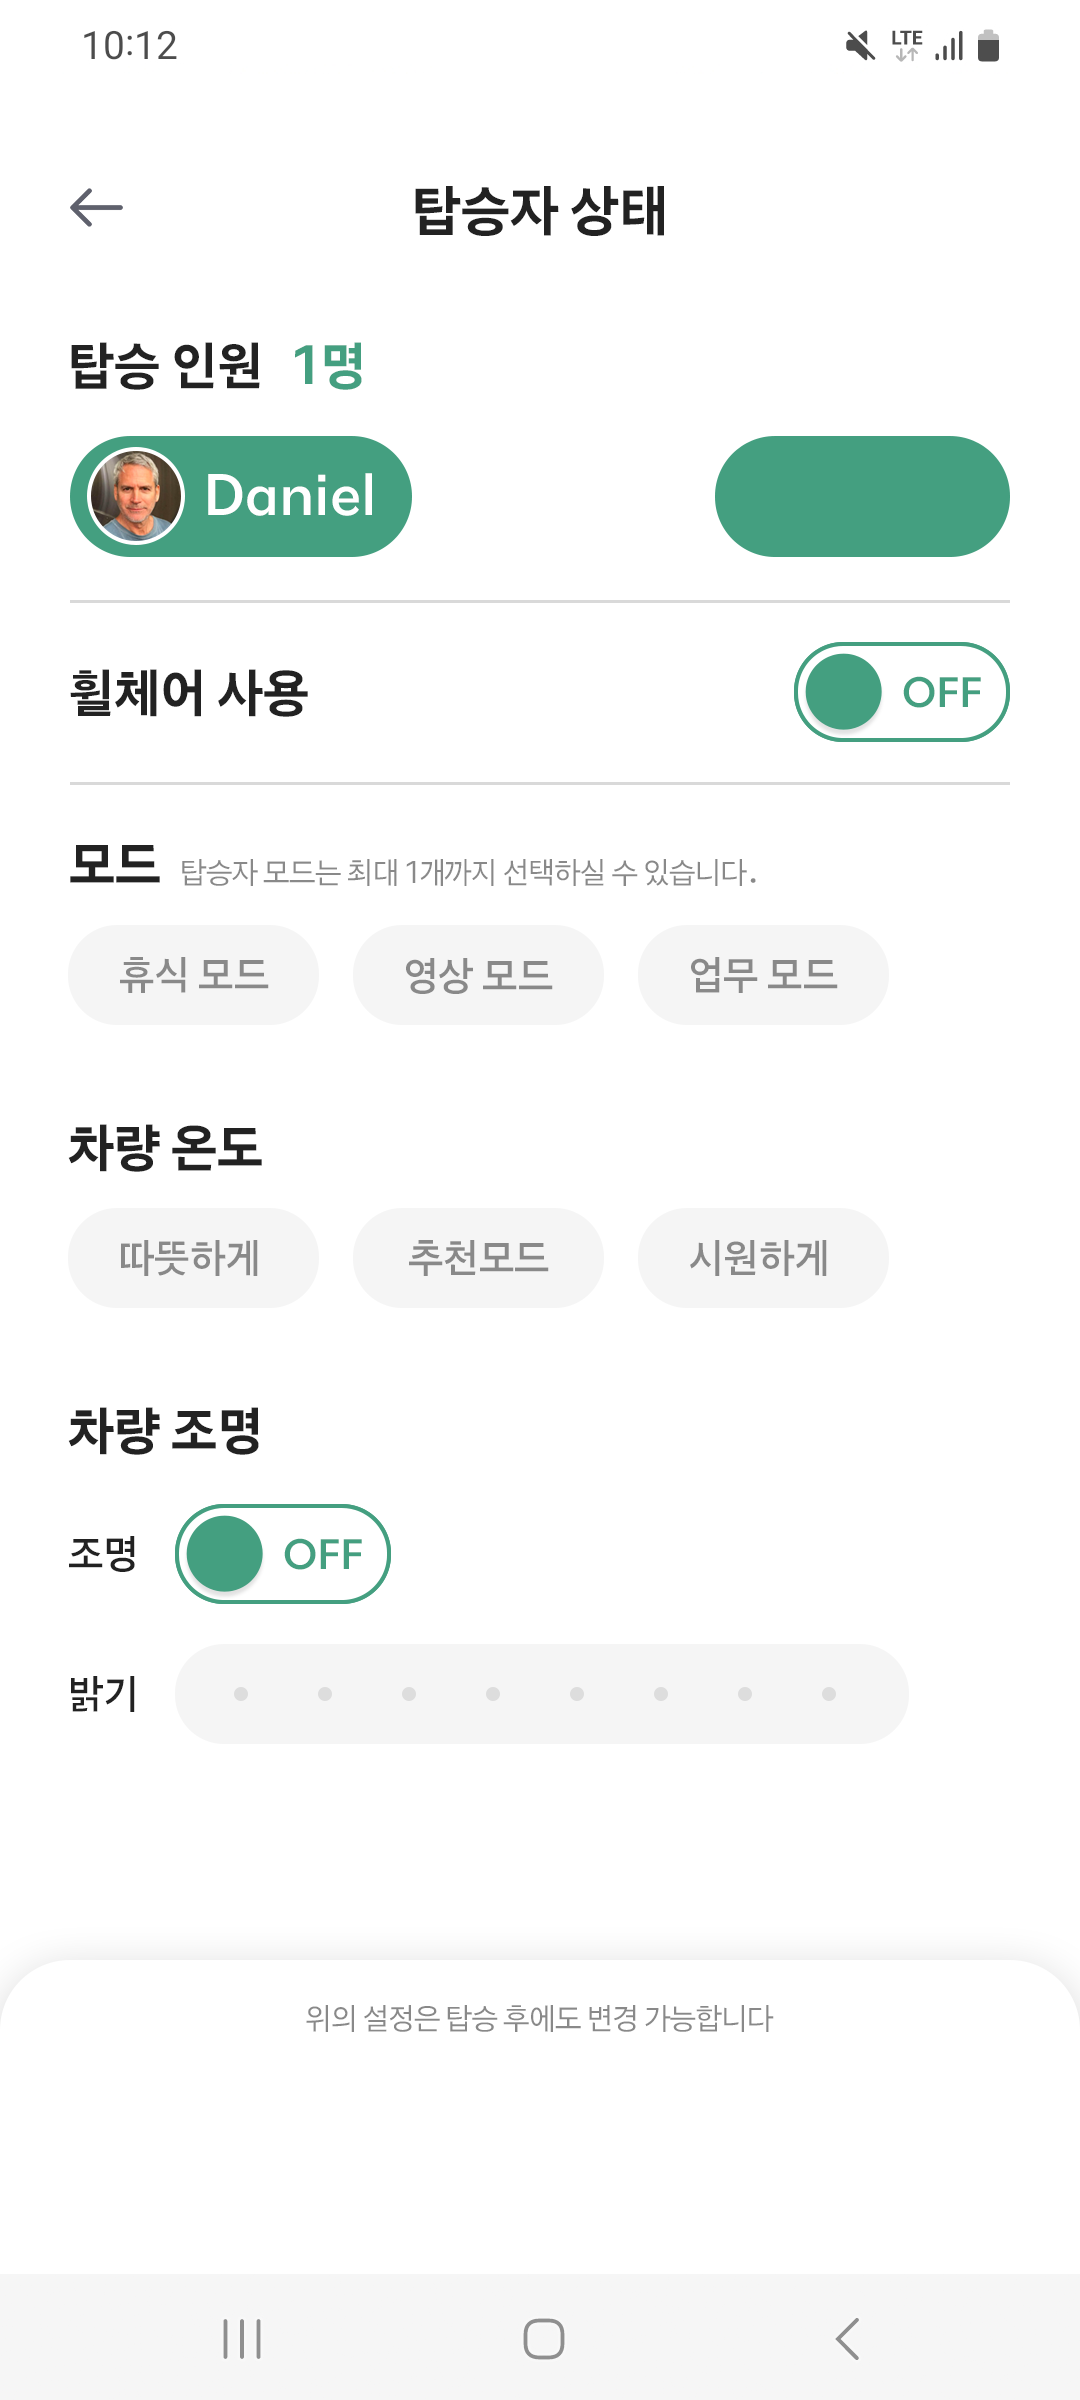 10:12 LTE
탑승자 상태
탑승 인원 1명
Daniel
휠체어 사용 OFF
모드 탑승자 모드는 최대 1개까지 선택하실 수 있습니다.
휴식 모드 영상 모드 업무 모드
차량 온도
따뜻하게 추천모드 시원하게
차량 조명
조명 OFF
밝기
위의 설정은 탑승 후에도 변경 가능합니다